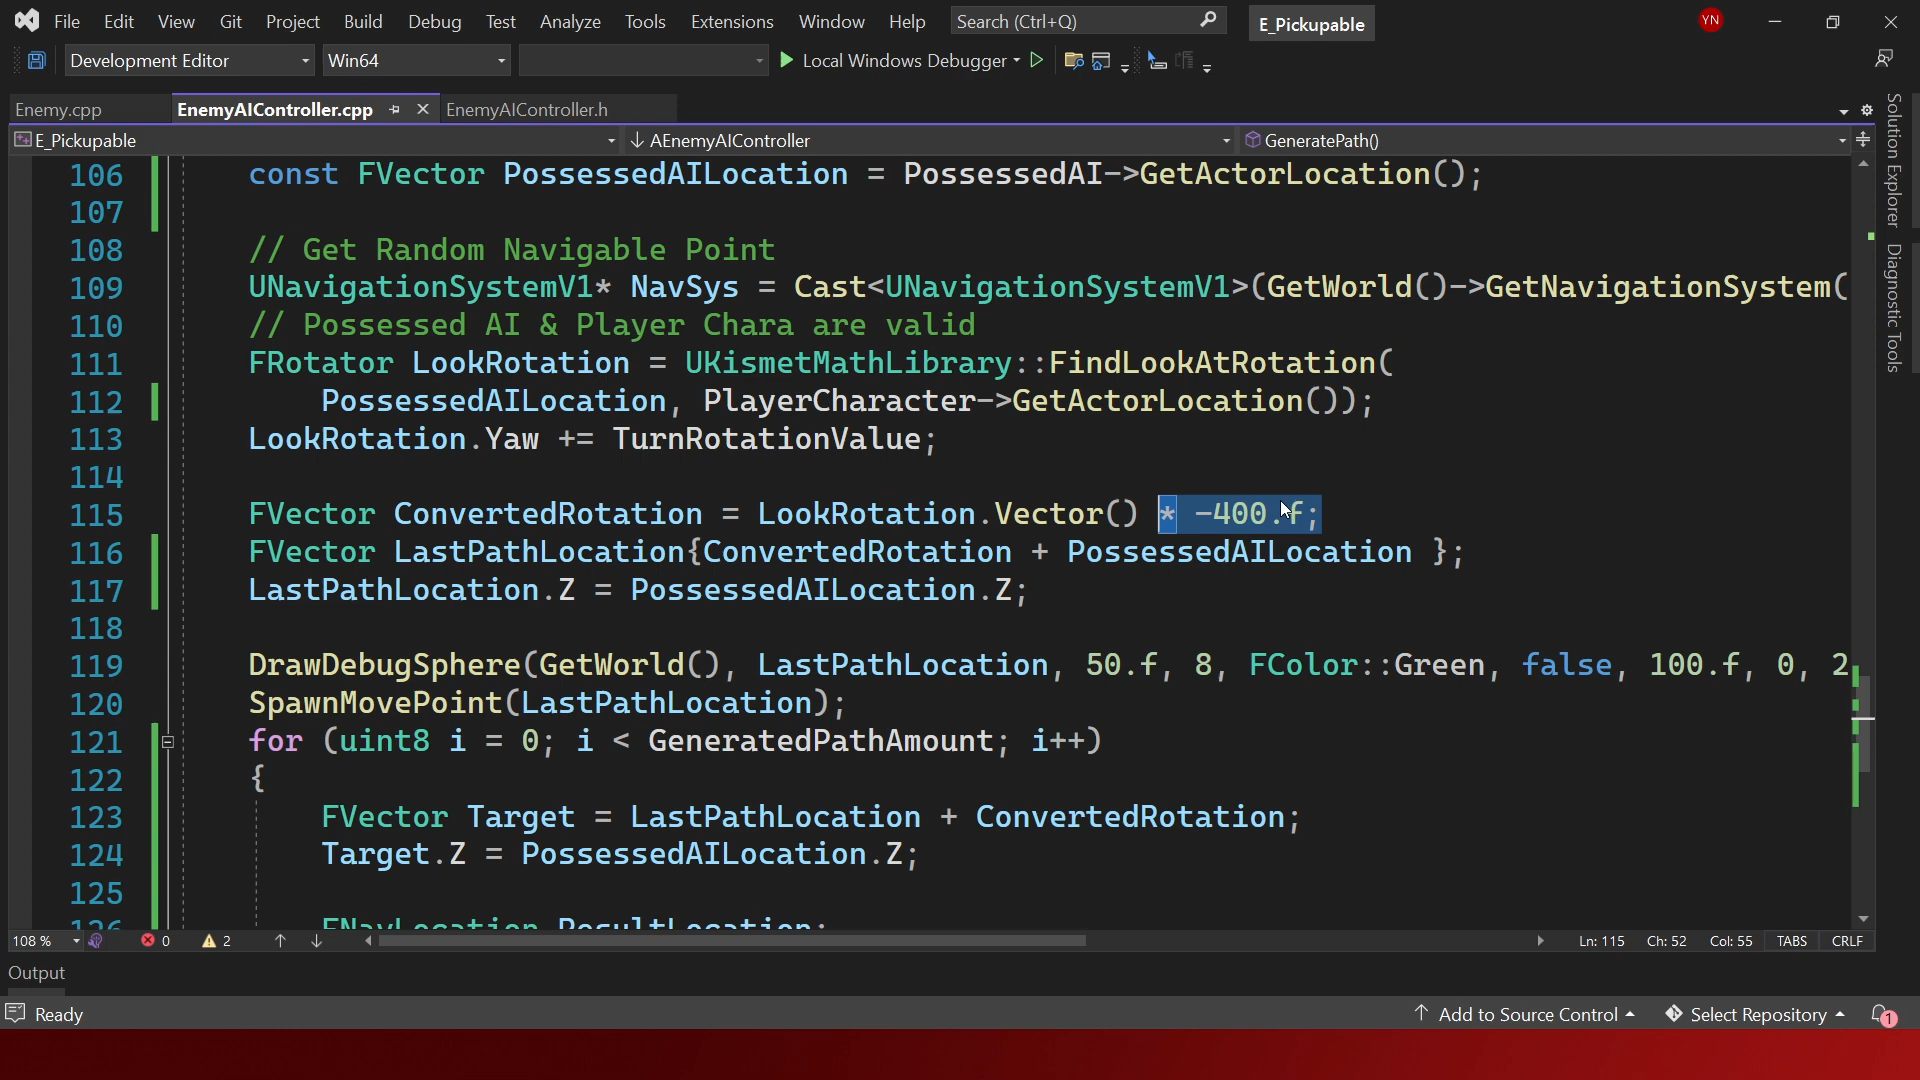 File Edit View Git Project Build Debug Test Analyze Tools Extensions Window Help Search (Ctrl+Q) E_Pickupable YN
Development Editor Win64 Local Windows Debugger
Enemy.cpp EnemyAIController.cpp EnemyAIController.h
E_Pickupable AEnemyAIController GeneratePath()
Solution Explorer
Diagnostic Tools
106 const FVector PossessedAILocation = PossessedAI->GetActorLocation();
107
108 // Get Random Navigable Point
109 UNavigationSystemV1* NavSys = Cast<UNavigationSystemV1>(GetWorld()->GetNavigationSystem(
110 // Possessed AI & Player Chara are valid
111 FRotator LookRotation = UKismetMathLibrary::FindLookAtRotation(
112 PossessedAILocation, PlayerCharacter->GetActorLocation());
113 LookRotation.Yaw += TurnRotationValue;
114
115 FVector ConvertedRotation = LookRotation.Vector() * -400.f;
116 FVector LastPathLocation{ConvertedRotation + PossessedAILocation };
117 LastPathLocation.Z = PossessedAILocation.Z;
118
119 DrawDebugSphere(GetWorld(), LastPathLocation, 50.f, 8, FColor::Green, false, 100.f, 0, 2
120 SpawnMovePoint(LastPathLocation);
121 for (uint8 i = 0; i < GeneratedPathAmount; i++)
122 {
123 FVector Target = LastPathLocation + ConvertedRotation;
124 Target.Z = PossessedAILocation.Z;
125
126 FNavLocation ResultLocation;
108 % 0 2 Ln: 115 Ch: 52 Col: 55 TABS CRLF
Output
Ready Add to Source Control Select Repository 1